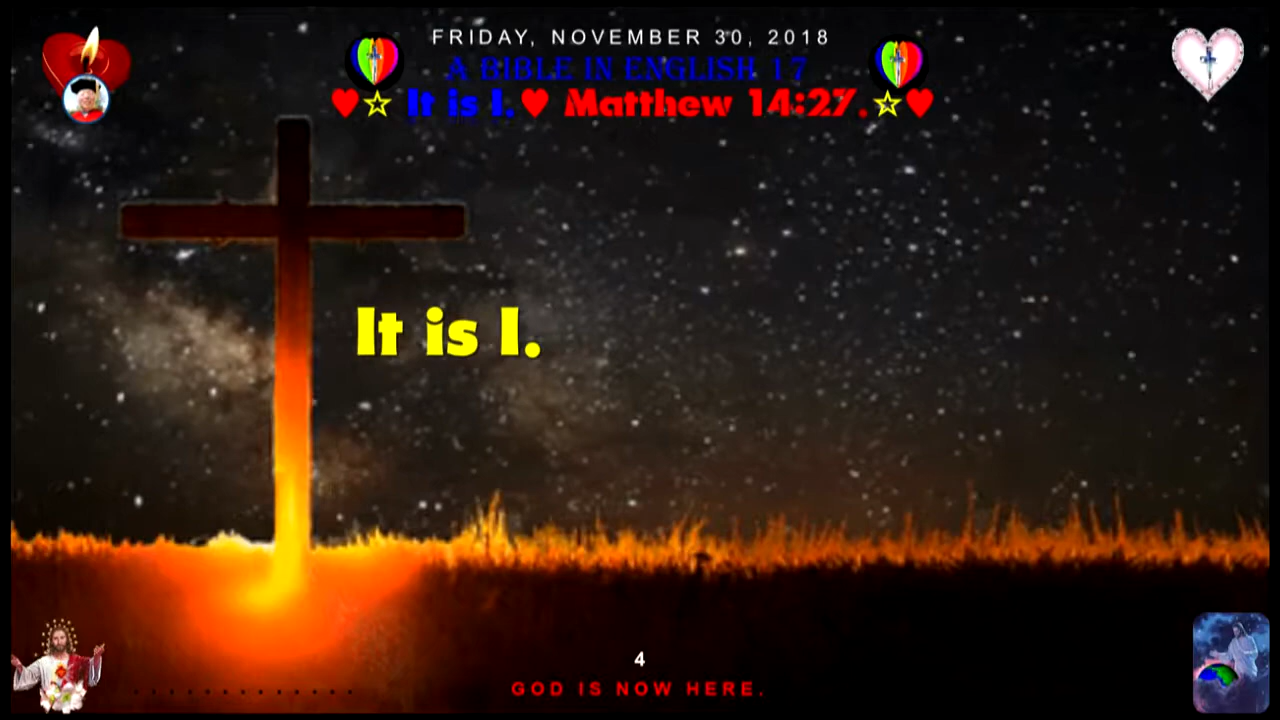 FRIDAY, NOVEMBER 30, 2018
A BIBLE IN ENGLISH 17
♥☆ It is I.♥ Matthew 14:27.☆♥
It is I.
4
GOD IS NOW HERE.